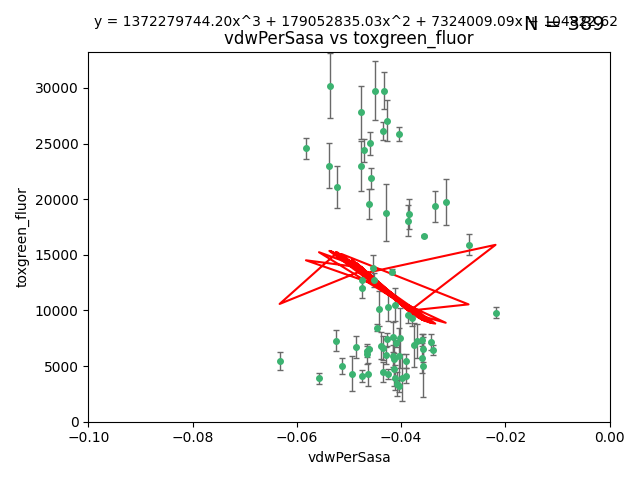 y = 1372279744.20x^3 + 179052835.03x^2 + 7324009.09x +
N = 389
vdwPerSasa vs toxgreen_fluor
30000
25000
20000
15000
10000
5000
0
toxgreen_fluor
−0.10 −0.08 −0.06 −0.04 −0.02 0.00
vdwPerSasa